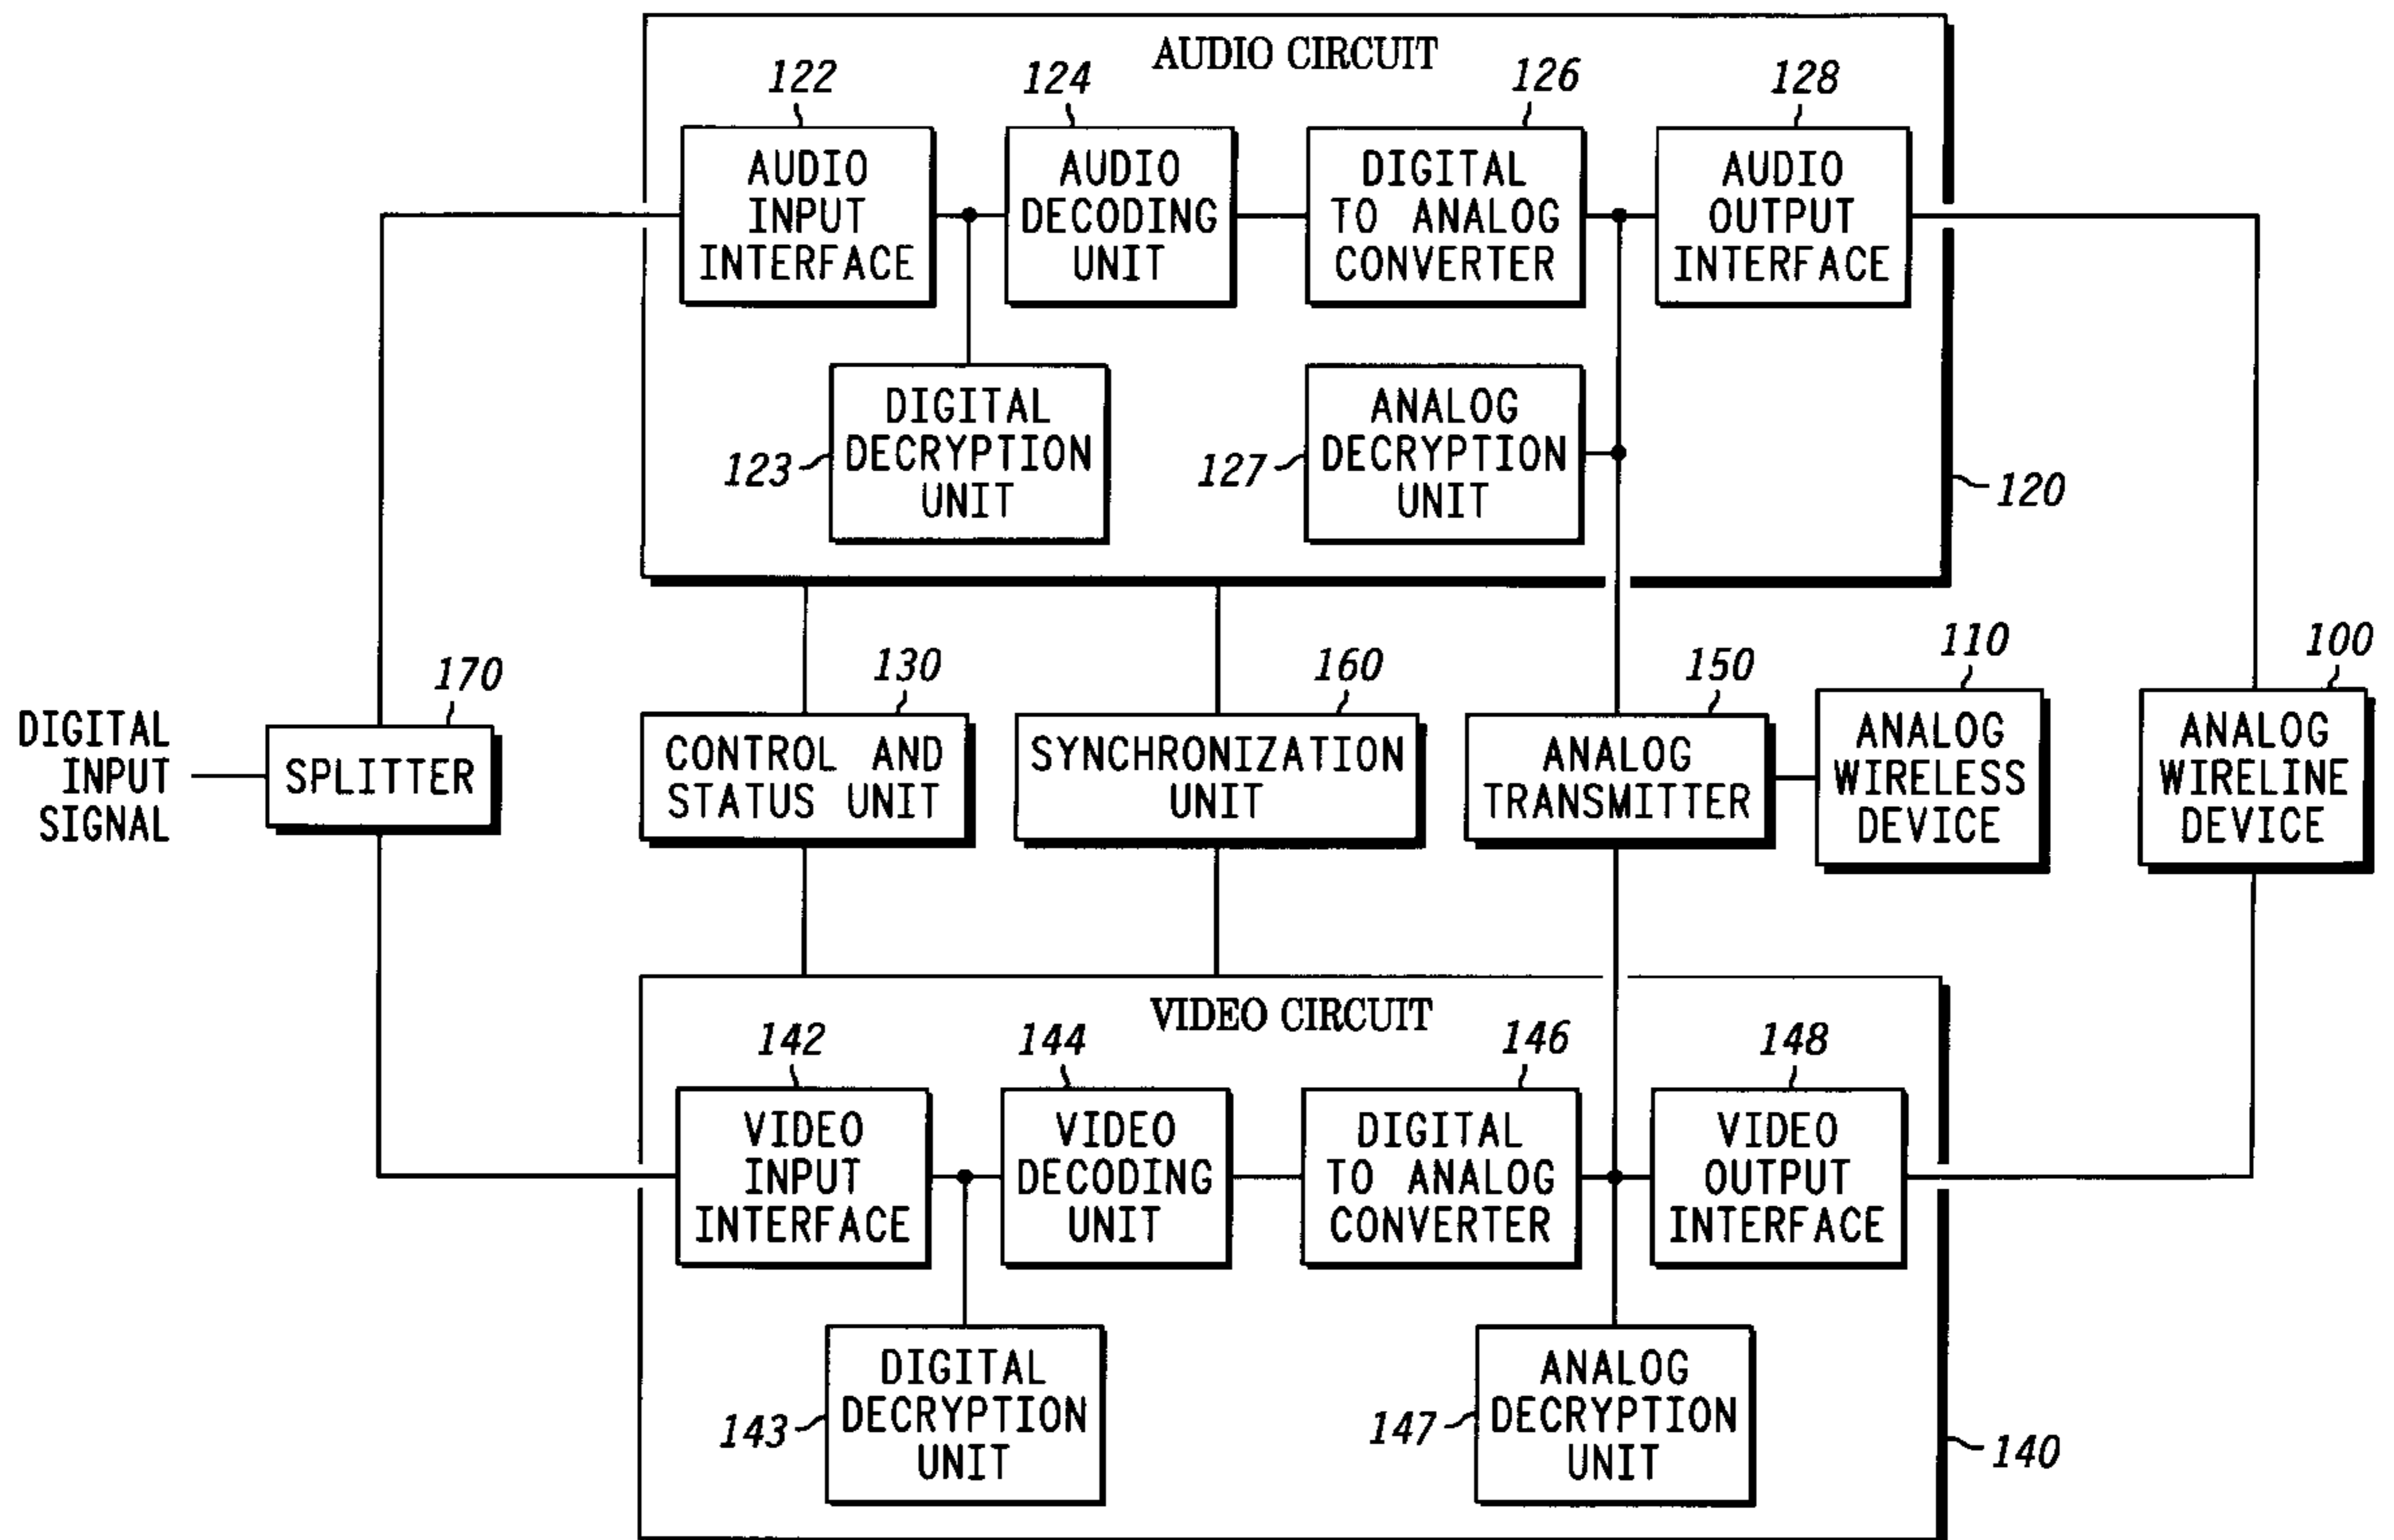 AUDIO CIRCUIT
122
124
126
128
AUDIO
INPUT
INTERFACE
AUDIO
DECODING
UNIT
DIGITAL
TO ANALOG
CONVERTER
AUDIO
OUTPUT
INTERFACE
DIGITAL
DECRYPTION
UNIT
123
ANALOG
DECRYPTION
UNIT
127
120
DIGITAL
INPUT
SIGNAL
170
SPLITTER
130
CONTROL AND
STATUS UNIT
160
SYNCHRONIZATION
UNIT
150
ANALOG
TRANSMITTER
110
ANALOG
WIRELESS
DEVICE
100
ANALOG
WIRELINE
DEVICE
VIDEO CIRCUIT
142
144
146
148
VIDEO
INPUT
INTERFACE
VIDEO
DECODING
UNIT
DIGITAL
TO ANALOG
CONVERTER
VIDEO
OUTPUT
INTERFACE
DIGITAL
DECRYPTION
UNIT
143
ANALOG
DECRYPTION
UNIT
147
140